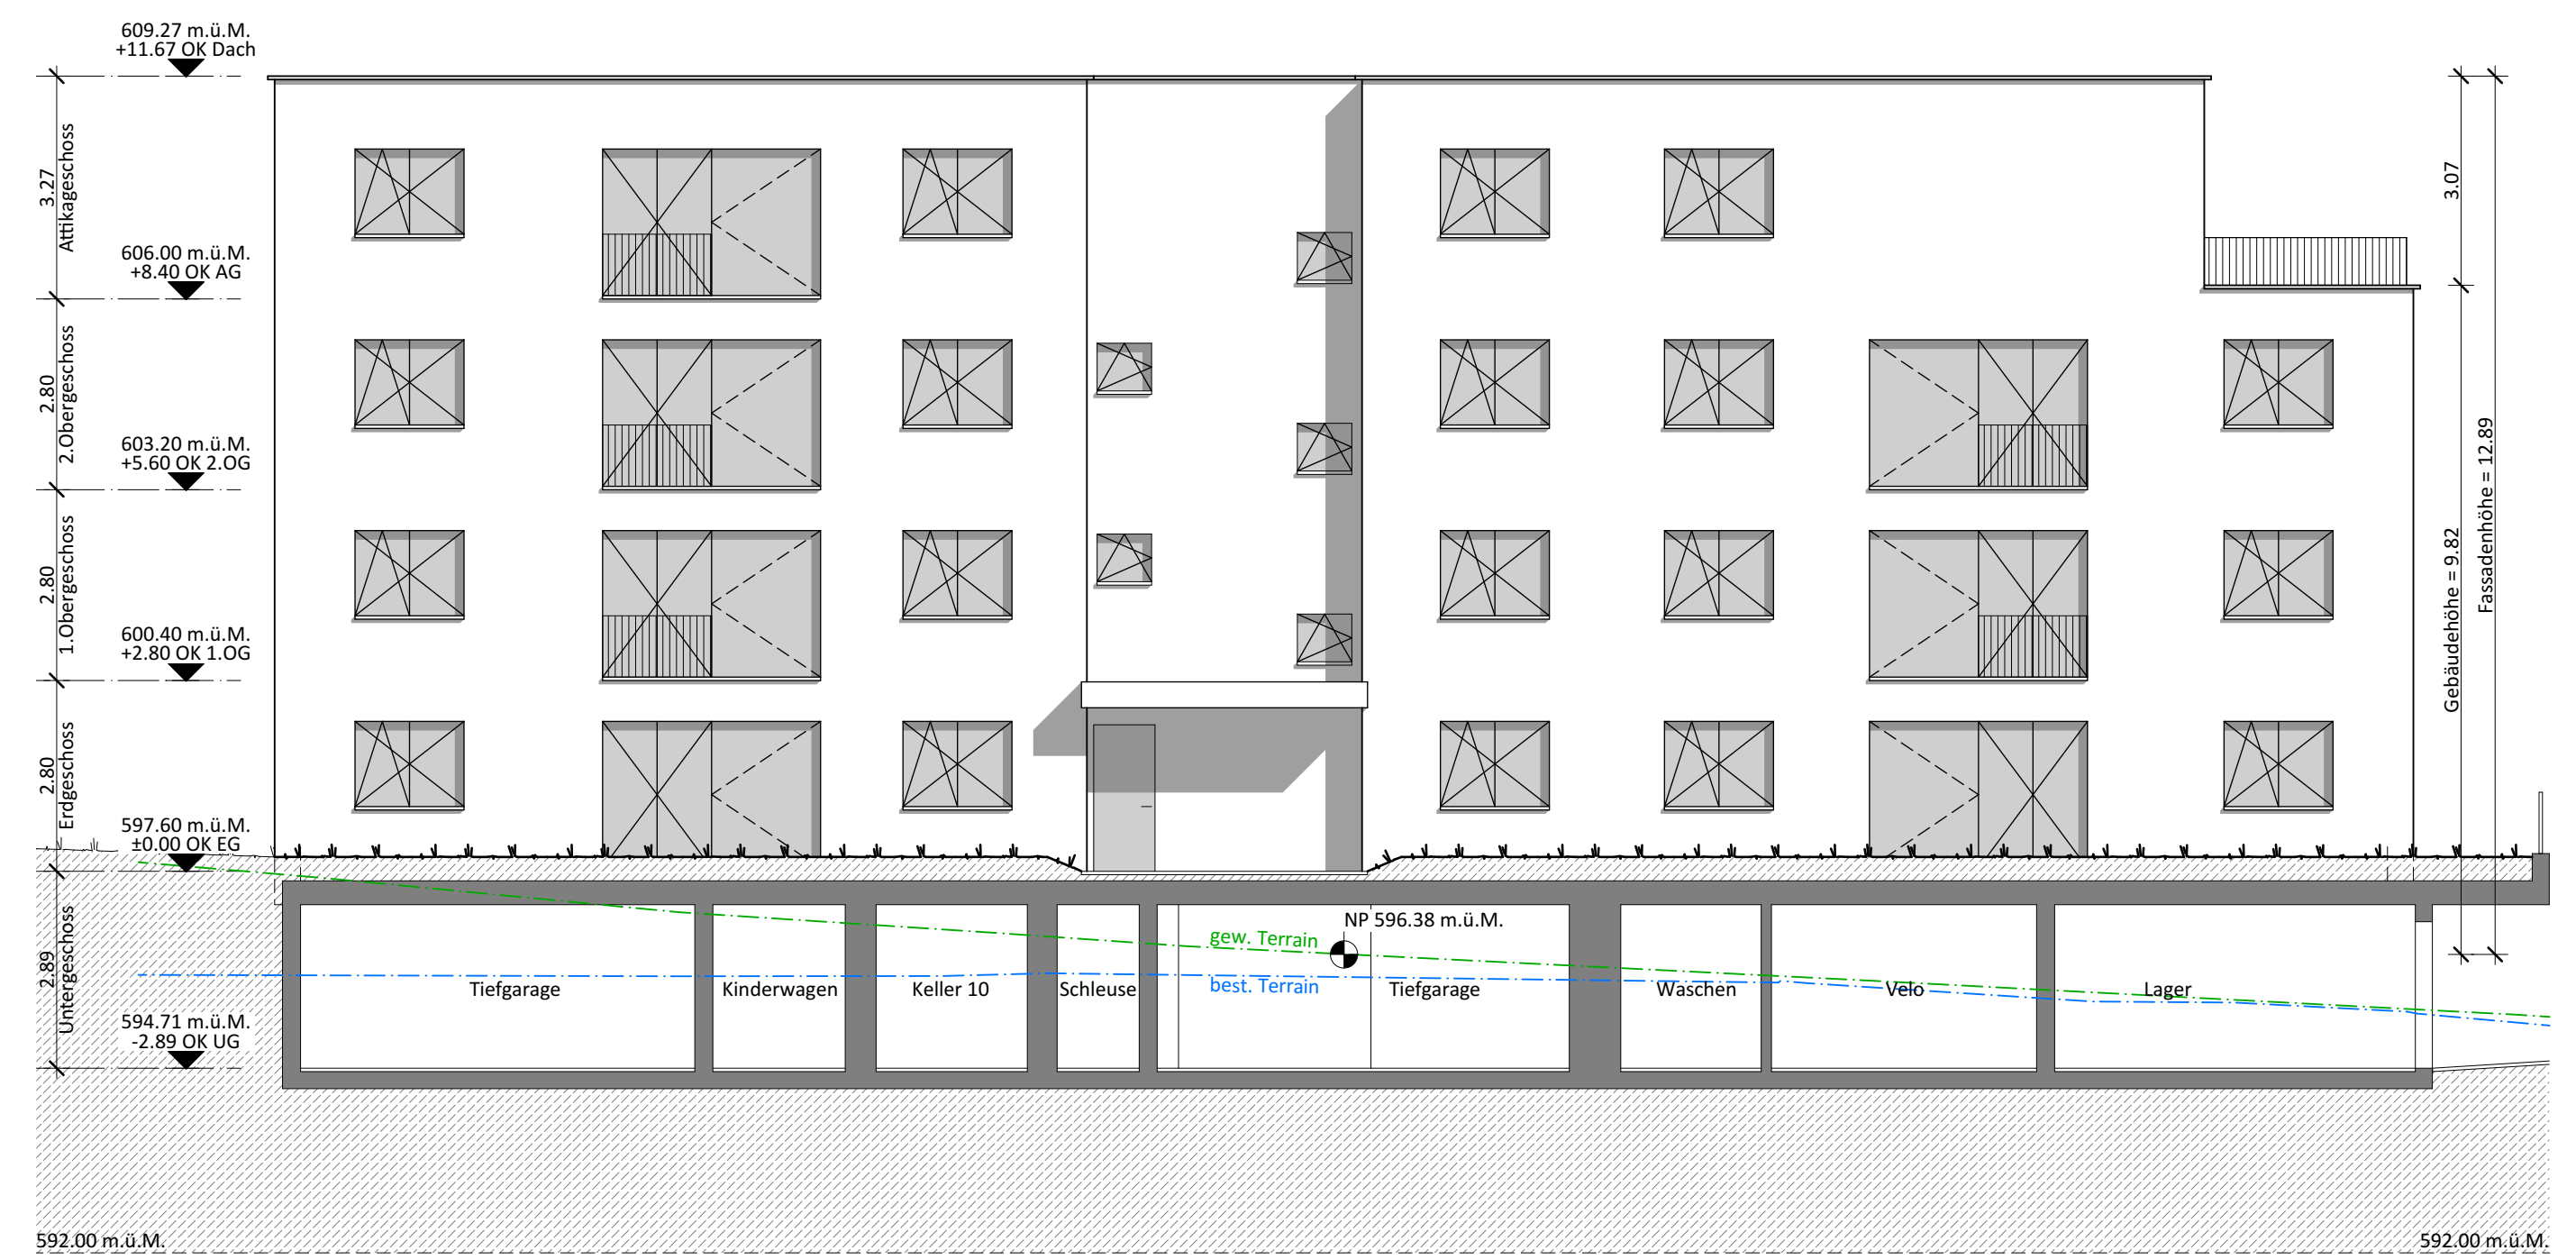 609.27 m.ü.M.
+11.67 OK Dach
3.27
Attikageschoss
606.00 m.ü.M.
+8.40 OK AG
2.80
2.Obergeschoss
603.20 m.ü.M.
+5.60 OK 2.OG
2.80
1.Obergeschoss
600.40 m.ü.M.
+2.80 OK 1.OG
2.80
Erdgeschoss
597.60 m.ü.M.
±0.00 OK EG
2.89
Untergeschoss
594.71 m.ü.M.
-2.89 OK UG
3.07
Gebäudehöhe = 9.82
Fassadenhöhe = 12.89
NP 596.38 m.ü.M.
gew. Terrain
best. Terrain
Tiefgarage
Kinderwagen
Keller 10
Schleuse
Tiefgarage
Waschen
Velo
Lager
592.00 m.ü.M.
592.00 m.ü.M.